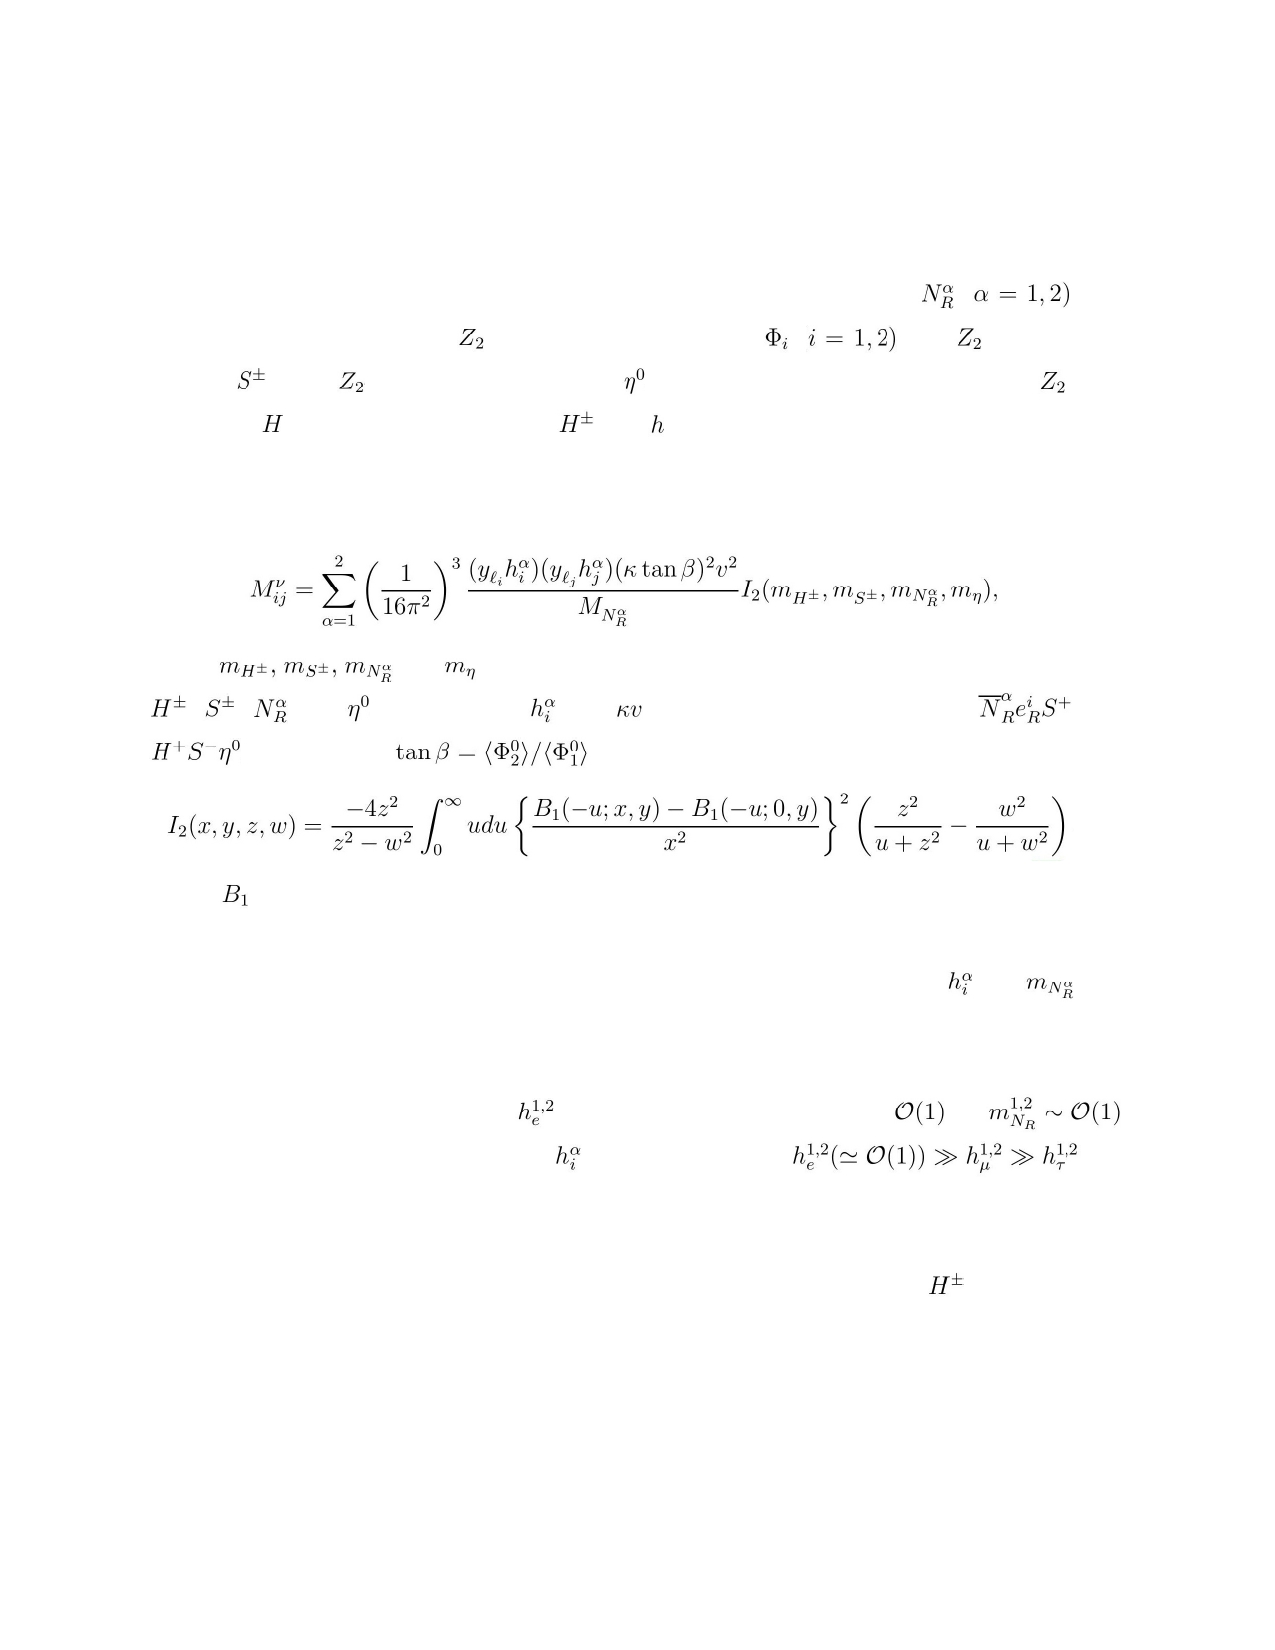 $N_R^\alpha$ $\alpha = 1, 2)$
$Z_2$ $\Phi_i$ $i = 1, 2)$ $Z_2$
$S^\pm$ $Z_2$ $\eta^0$ $Z_2$
$H$ $H^\pm$ $h$
$M_{ij}^\nu = \sum_{\alpha=1}^{2} \left( \frac{1}{16\pi^2} \right)^3 \frac{(y_{\ell_i} h_i^\alpha)(y_{\ell_j} h_j^\alpha)(\kappa \tan\beta)^2 v^2}{M_{N_R^\alpha}} I_2(m_{H^\pm}, m_{S^\pm}, m_{N_R^\alpha}, m_\eta),$
$m_{H^\pm}, m_{S^\pm}, m_{N_R^\alpha}$ $m_\eta$
$H^\pm$ $S^\pm$ $N_R^\alpha$ $\eta^0$ $h_i^\alpha$ $\kappa v$ $\overline{N}_R^\alpha e_R^i S^+$
$H^+ S^- \eta^0$ $\tan\beta - \langle \Phi_2^0 \rangle / \langle \Phi_1^0 \rangle$
$I_2(x, y, z, w) = \frac{-4z^2}{z^2 - w^2} \int_0^\infty u du \left\{ \frac{B_1(-u; x, y) - B_1(-u; 0, y)}{x^2} \right\}^2 \left( \frac{z^2}{u + z^2} - \frac{w^2}{u + w^2} \right)$
$B_1$
$h_i^\alpha$ $m_{N_R^\alpha}$
$h_e^{1,2}$ $\mathcal{O}(1)$ $m_{N_R}^{1,2} \sim \mathcal{O}(1)$
$h_i^\alpha$ $h_e^{1,2}(\simeq \mathcal{O}(1)) \gg h_\mu^{1,2} \gg h_\tau^{1,2}$
$H^\pm$